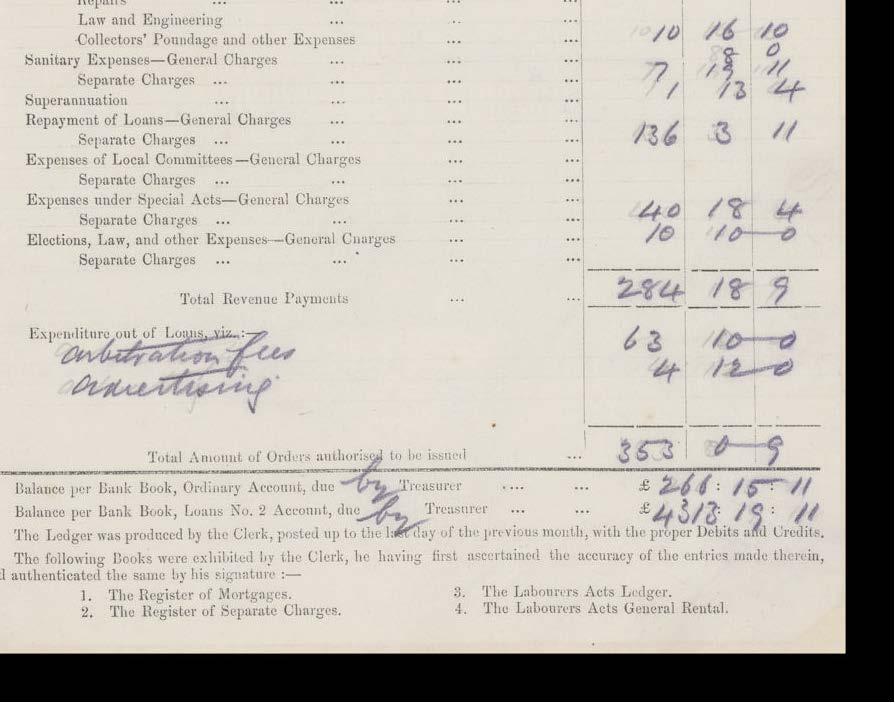 Repairs ... ... ... ...
Law and Engineering ... .. ...
Collectors' Poundage and other Expenses ... ... 10 16 10
Sanitary Expenses—General Charges ... ... ... 8 0
Separate Charges ... ... ... ... 7 11
Superannuation ... ... ... ... 1 13 4
Repayment of Loans—General Charges ... ... ...
Separate Charges ... ... ... ... 136 3 11
Expenses of Local Committees—General Charges ... ...
Separate Charges ... ... ... ...
Expenses under Special Acts—General Charges ... ... 40 18 4
Separate Charges ... ... ... ...
Elections, Law, and other Expenses—General Charges ... ... 10 10 — 0
Separate Charges ... ... ... ...
Total Revenue Payments ... ... 284 18 9
Expenditure out of Loans, viz.:— 63 10 — 0
Arbitration fees
4 12 — 0
Advertising
Total Amount of Orders authorised to be issued ... 353 0 — 9
Balance per Bank Book, Ordinary Account, due by Treasurer .... ... £ 266 : 15 : 11
Balance per Bank Book, Loans No. 2 Account, due by Treasurer ... ... £ 4313 : 19 : 11
The Ledger was produced by the Clerk, posted up to the last day of the previous month, with the proper Debits and Credits.
The following Books were exhibited by the Clerk, he having first ascertained the accuracy of the entries made therein,
d authenticated the same by his signature :—
1. The Register of Mortgages. 3. The Labourers Acts Ledger.
2. The Register of Separate Charges. 4. The Labourers Acts General Rental.